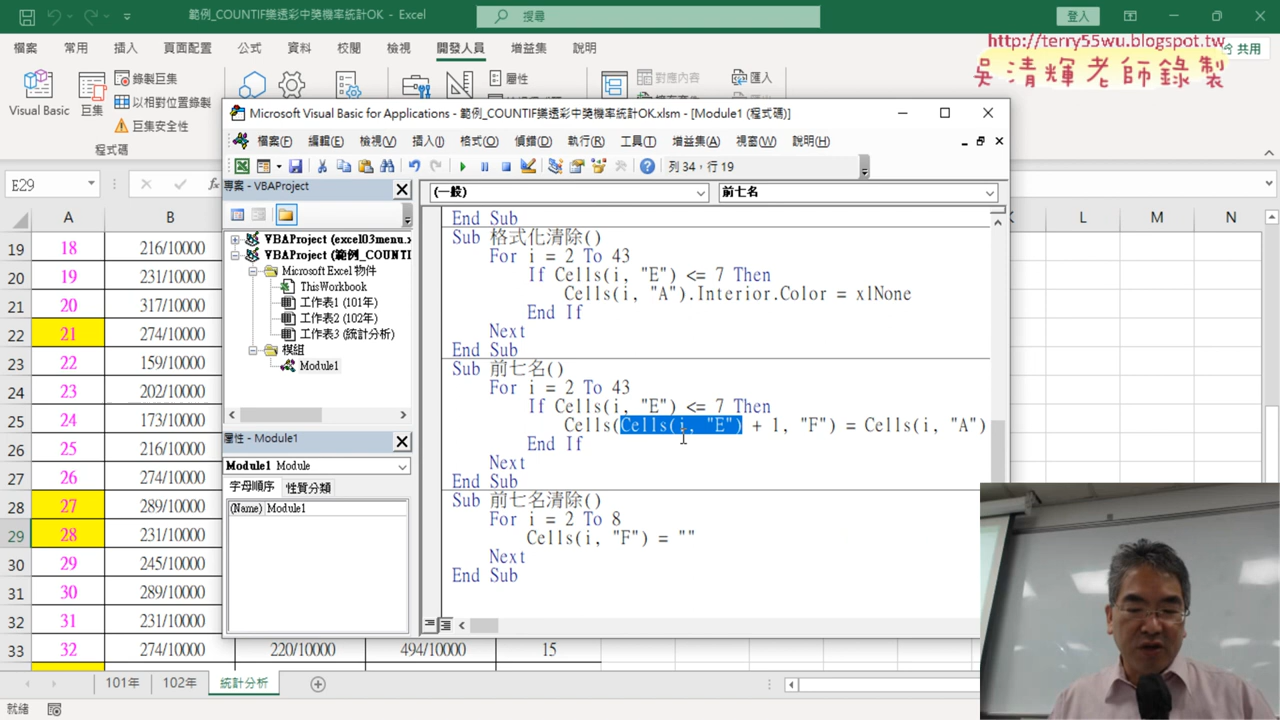 範例_COUNTIF樂透彩中獎機率統計OK - Excel
搜尋
登入
檔案 常用 插入 頁面配置 公式 資料 校閱 檢視 開發人員 增益集 說明
共用
http://terry55wu.blogspot.tw
吳清輝老師錄製
Visual Basic
巨集
錄製巨集
以相對位置錄製
巨集安全性
程式碼
屬性
對應內容
匯入
Microsoft Visual Basic for Applications - 範例_COUNTIF樂透彩中獎機率統計OK.xlsm - [Module1 (程式碼)]
檔案(F) 編輯(E) 檢視(V) 插入(I) 格式(O) 偵錯(D) 執行(R) 工具(T) 增益集(A) 視窗(W) 說明(H)
列 34，行 19
E29
fx
專案 - VBAProject
VBAProject (excel03menu.x
VBAProject (範例_COUNTI
Microsoft Excel 物件
ThisWorkbook
工作表1 (101年)
工作表2 (102年)
工作表3 (統計分析)
模組
Module1
屬性 - Module1
Module1 Module
字母順序 性質分類
(Name) Module1
(一般) 前七名
End Sub
Sub 格式化清除()
For i = 2 To 43
If Cells(i, "E") <= 7 Then
Cells(i, "A").Interior.Color = xlNone
End If
Next
End Sub
Sub 前七名()
For i = 2 To 43
If Cells(i, "E") <= 7 Then
Cells(Cells(i, "E") + 1, "F") = Cells(i, "A")
End If
Next
End Sub
Sub 前七名清除()
For i = 2 To 8
Cells(i, "F") = ""
Next
End Sub
A B L M N
19 18 216/10000
20 19 231/10000
21 20 317/10000
22 21 274/10000
23 22 159/10000
24 23 202/10000
25 24 173/10000
26 25 216/10000
27 26 274/10000
28 27 289/10000
29 28 231/10000
30 29 245/10000
31 30 289/10000
32 31 231/10000
33 32 274/10000 220/10000 494/10000 15
101年 102年 統計分析
就緒